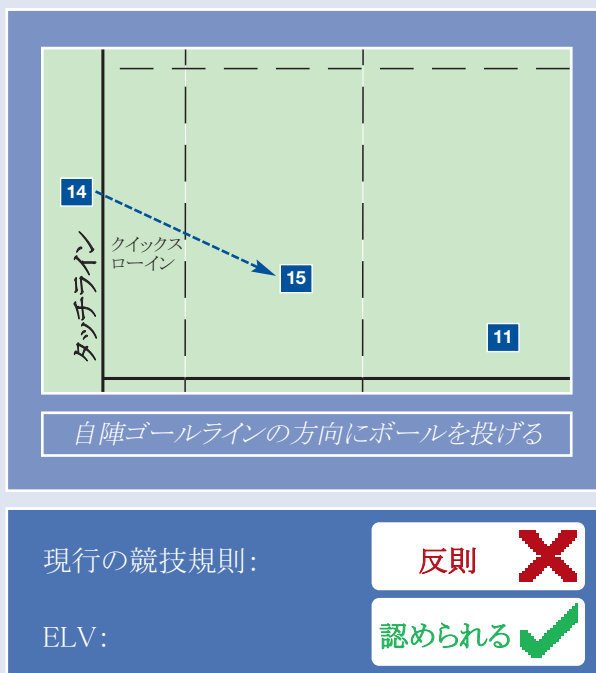 14
クイックス
ローイン
タッチライン
15
11
自陣ゴールラインの方向にボールを投げる
現行の競技規則:
反則
ELV:
認められる